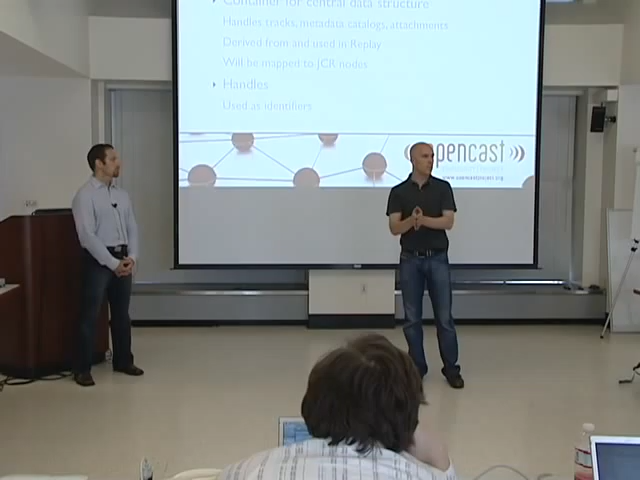 Container for central data structure
Handles tracks, metadata catalogs, attachments
Derived from and used in Replay
Will be mapped to JCR nodes
Handles
Used as identifiers
opencast
www.opencastproject.org